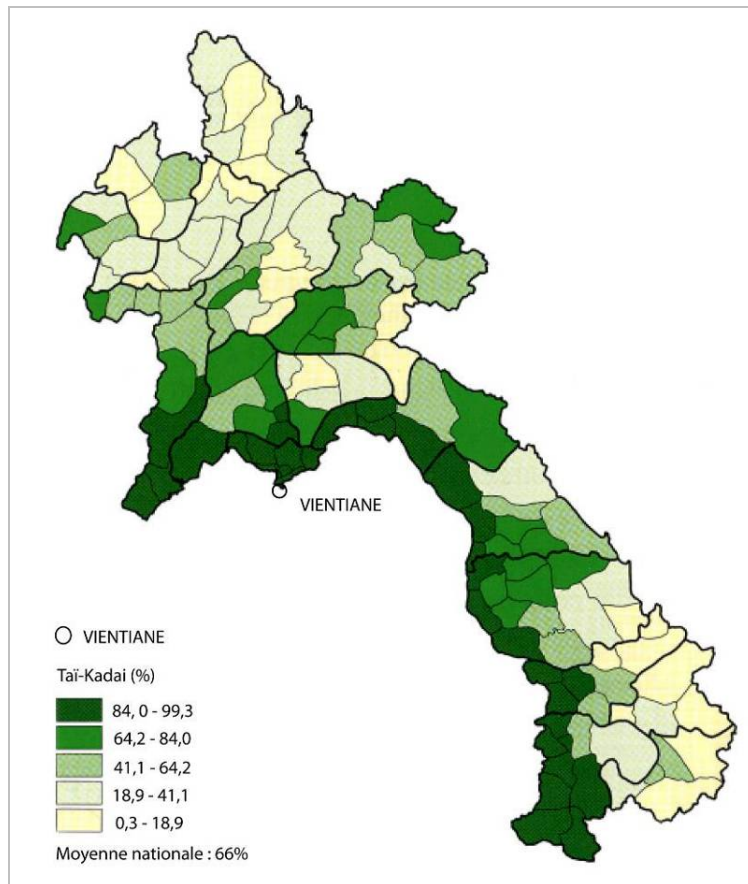 VIENTIANE
VIENTIANE
Taï-Kadai (%)
84, 0 - 99,3
64,2 - 84,0
41,1 - 64,2
18,9 - 41,1
0,3 - 18,9
Moyenne nationale : 66%